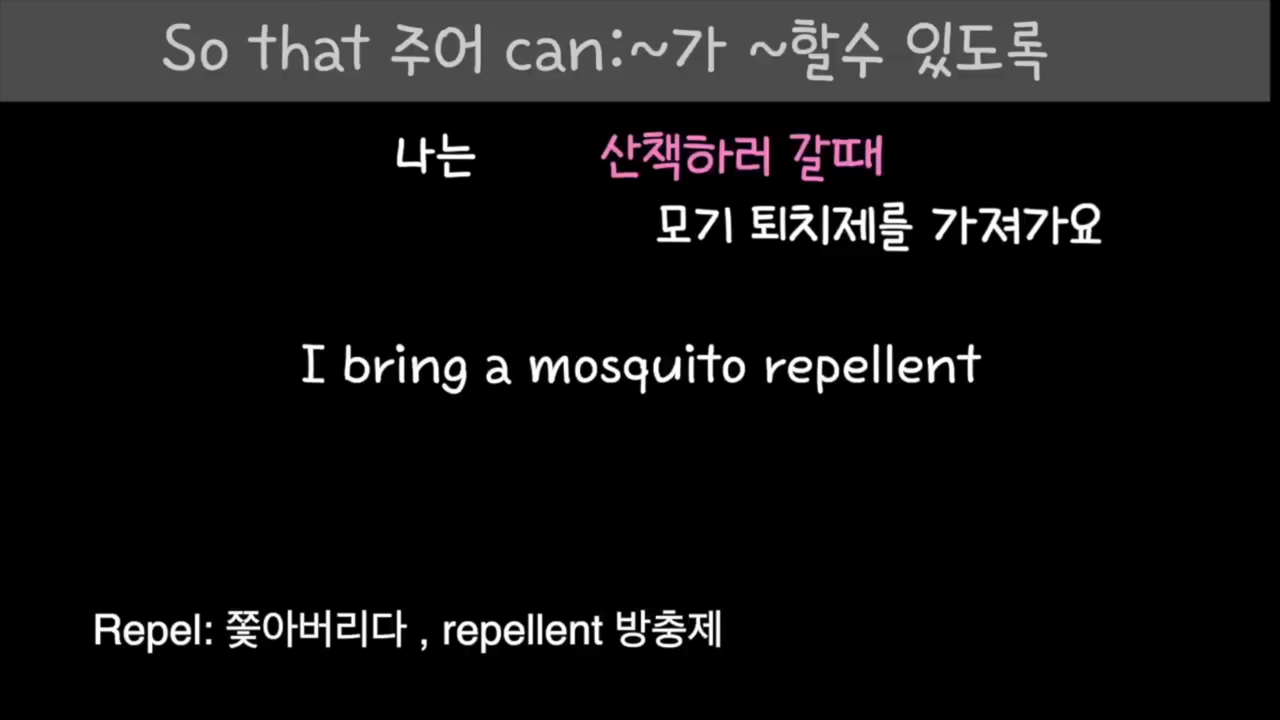 So that 주어 can:~가 ~할수 있도록
나는 산책하러 갈때
모기 퇴치제를 가져가요
I bring a mosquito repellent
Repel: 쫓아버리다 , repellent 방충제